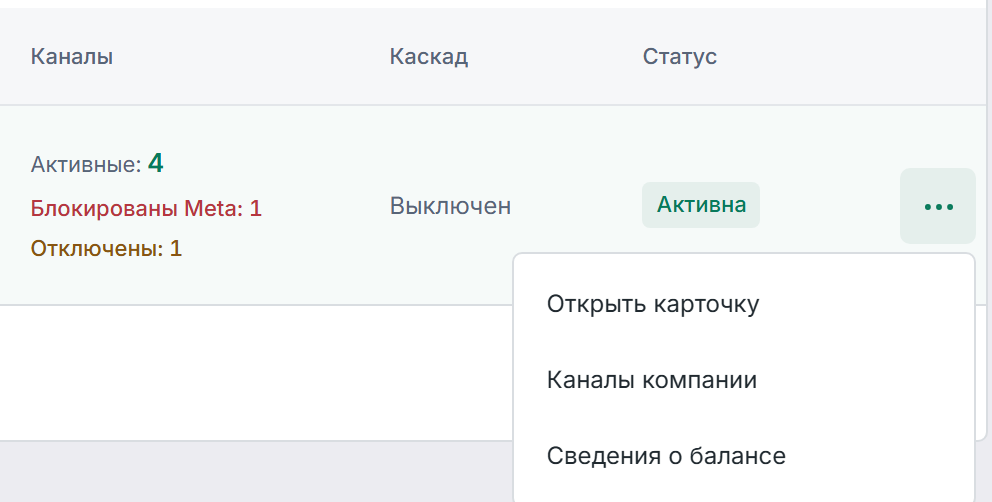 Каналы Каскад Статус
Активные: 4
Блокированы Meta: 1
Отключены: 1
Выключен
Активна
Открыть карточку
Каналы компании
Сведения о балансе